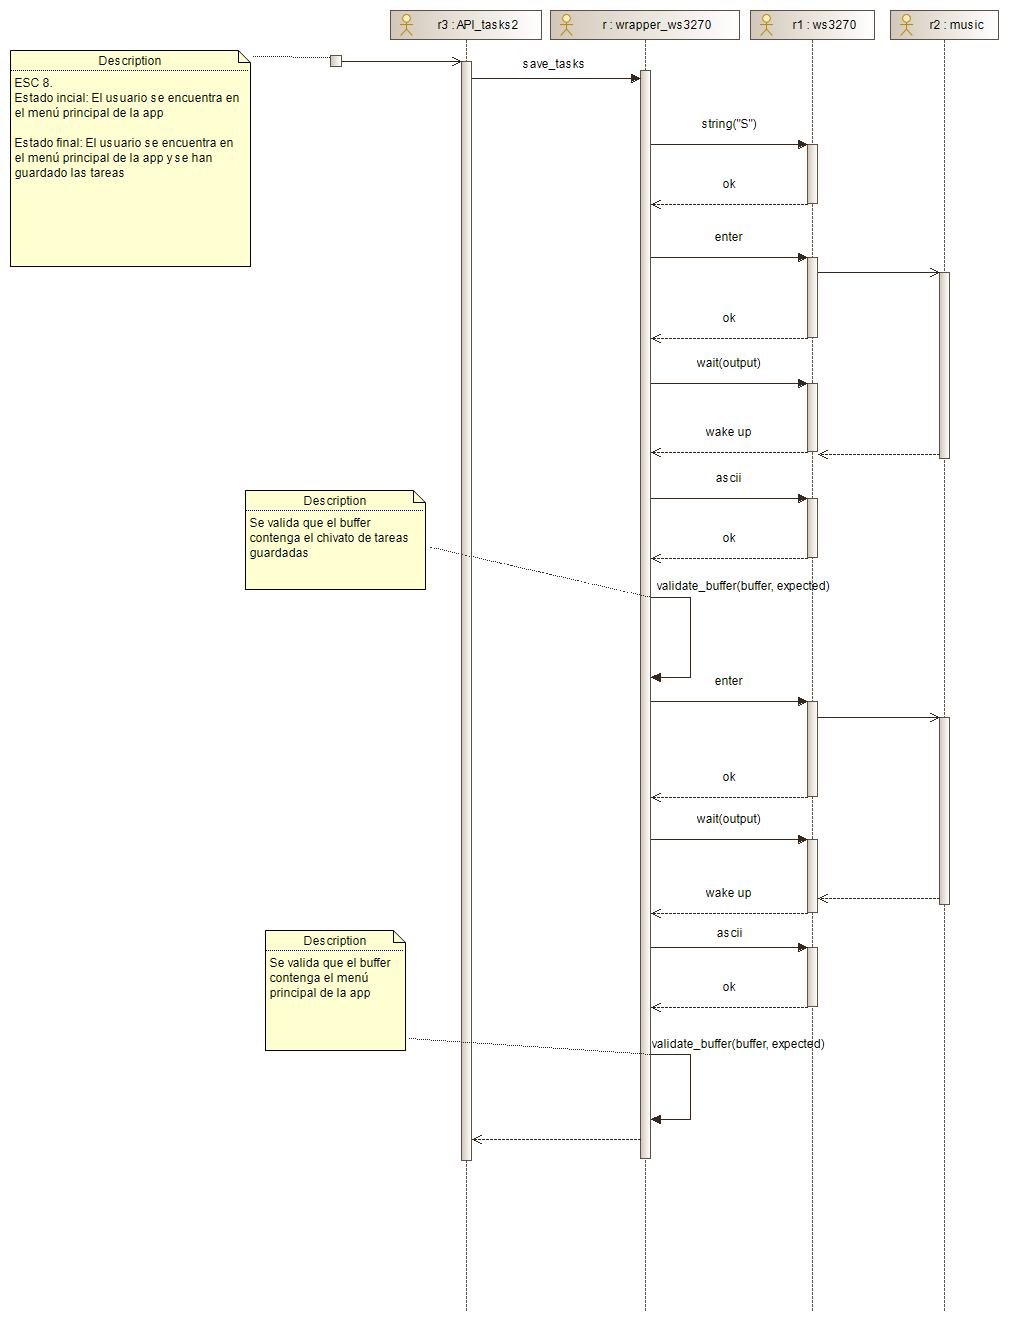 r3 : API_tasks2
r : wrapper_ws3270
r1 : ws3270
r2 : music
Description
ESC 8.
Estado incial: El usuario se encuentra en
el menú principal de la app
Estado final: El usuario se encuentra en
el menú principal de la app y se han
guardado las tareas
save_tasks
string("S")
ok
enter
ok
wait(output)
wake up
ascii
Description
Se valida que el buffer
contenga el chivato de tareas
guardadas
ok
validate_buffer(buffer, expected)
enter
ok
wait(output)
wake up
ascii
Description
Se valida que el buffer
contenga el menú
principal de la app
ok
validate_buffer(buffer, expected)